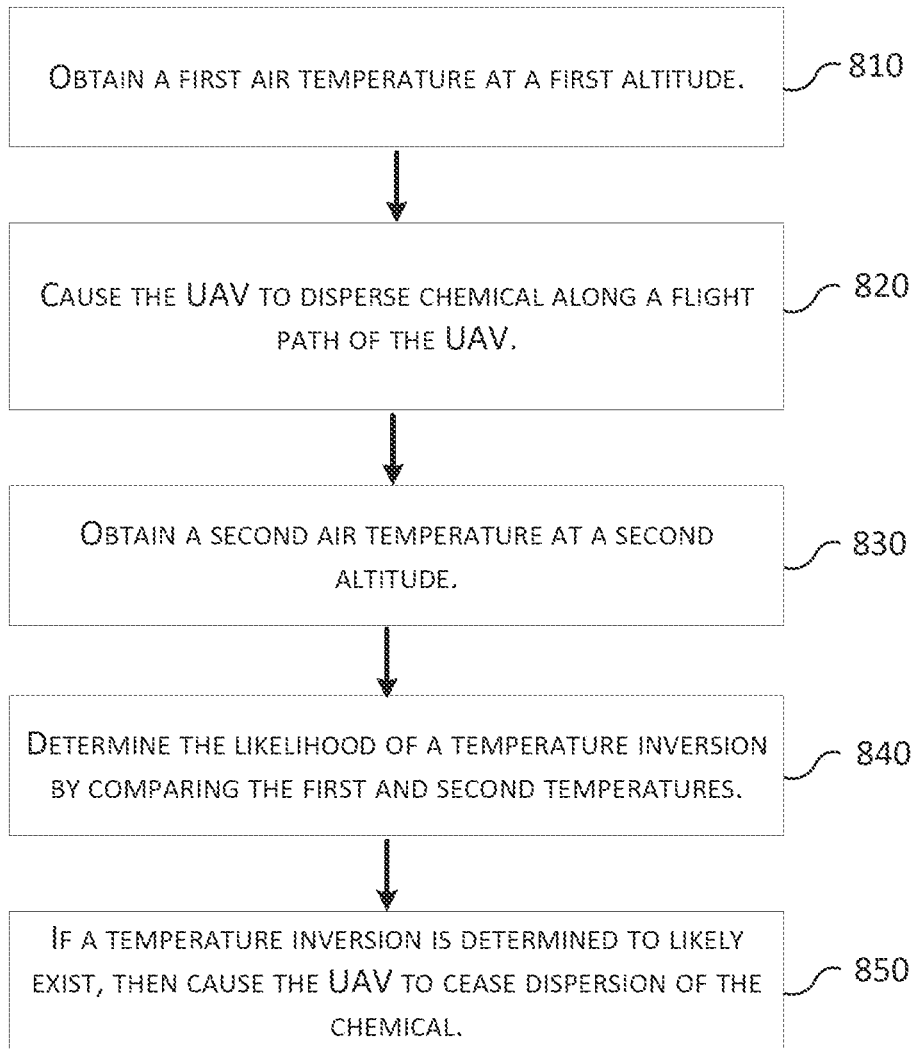 OBTAIN A FIRST AIR TEMPERATURE AT A FIRST ALTITUDE.
810
CAUSE THE UAV TO DISPERSE CHEMICAL ALONG A FLIGHT
PATH OF THE UAV.
820
OBTAIN A SECOND AIR TEMPERATURE AT A SECOND
ALTITUDE.
830
DETERMINE THE LIKELIHOOD OF A TEMPERATURE INVERSION
BY COMPARING THE FIRST AND SECOND TEMPERATURES.
840
IF A TEMPERATURE INVERSION IS DETERMINED TO LIKELY
EXIST, THEN CAUSE THE UAV TO CEASE DISPERSION OF THE
CHEMICAL.
850